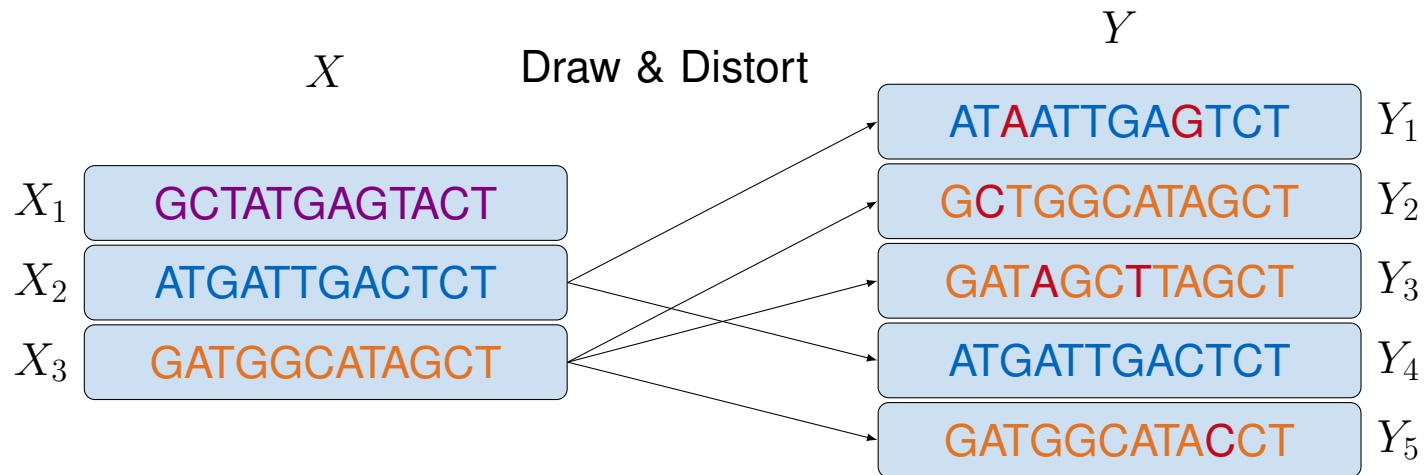 X
Draw & Distort
Y
X₁ GCTATGAGTACT
X₂ ATGATTGACTCT
X₃ GATGGCATAGCT
ATAATTGAGTCT Y₁
GCTGGCATAGCT Y₂
GATAGCTTAGCT Y₃
ATGATTGACTCT Y₄
GATGGCATACCT Y₅